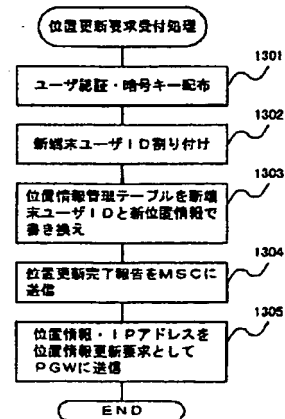 位置更新要求受付処理
1301
ユーザ認証・暗号キー配布
1302
新端末ユーザID割り付け
1303
位置情報管理テーブルを新端
末ユーザIDと新位置情報で
書き換え
1304
位置更新完了報告をMSCに
送信
1305
位置情報・IPアドレスを
位置情報更新要求として
PGWに送信
END